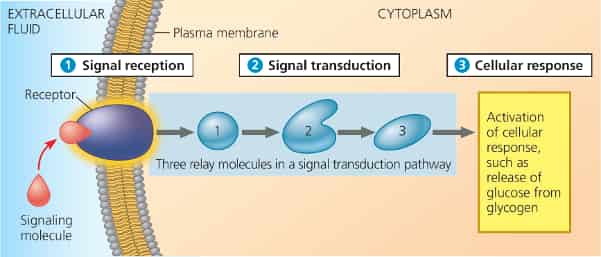 EXTRACELLULAR
FLUID
CYTOPLASM
Plasma membrane
1 Signal reception
2 Signal transduction
3 Cellular response
Receptor
1
2
3
Three relay molecules in a signal transduction pathway
Activation
of cellular
response,
such as
release of
glucose from
glycogen
Signaling
molecule